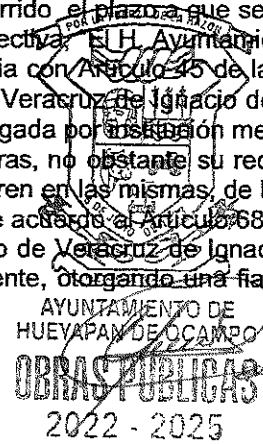 rrido el plazo a que se
ectiva, El H. Ayuntamie
ia con Artículo 45 de la
Veracruz de Ignacio de
gada por institución me
ras, no obstante su rec
ren en las mismas, de l
e acuerdo al Artículo 68
o de Veracruz de Ignac
ente, otorgando una fia
AYUNTAMIENTO DE
HUEYAPAN DE OCAMPO
OBRAS PUBLICAS
2022 - 2025